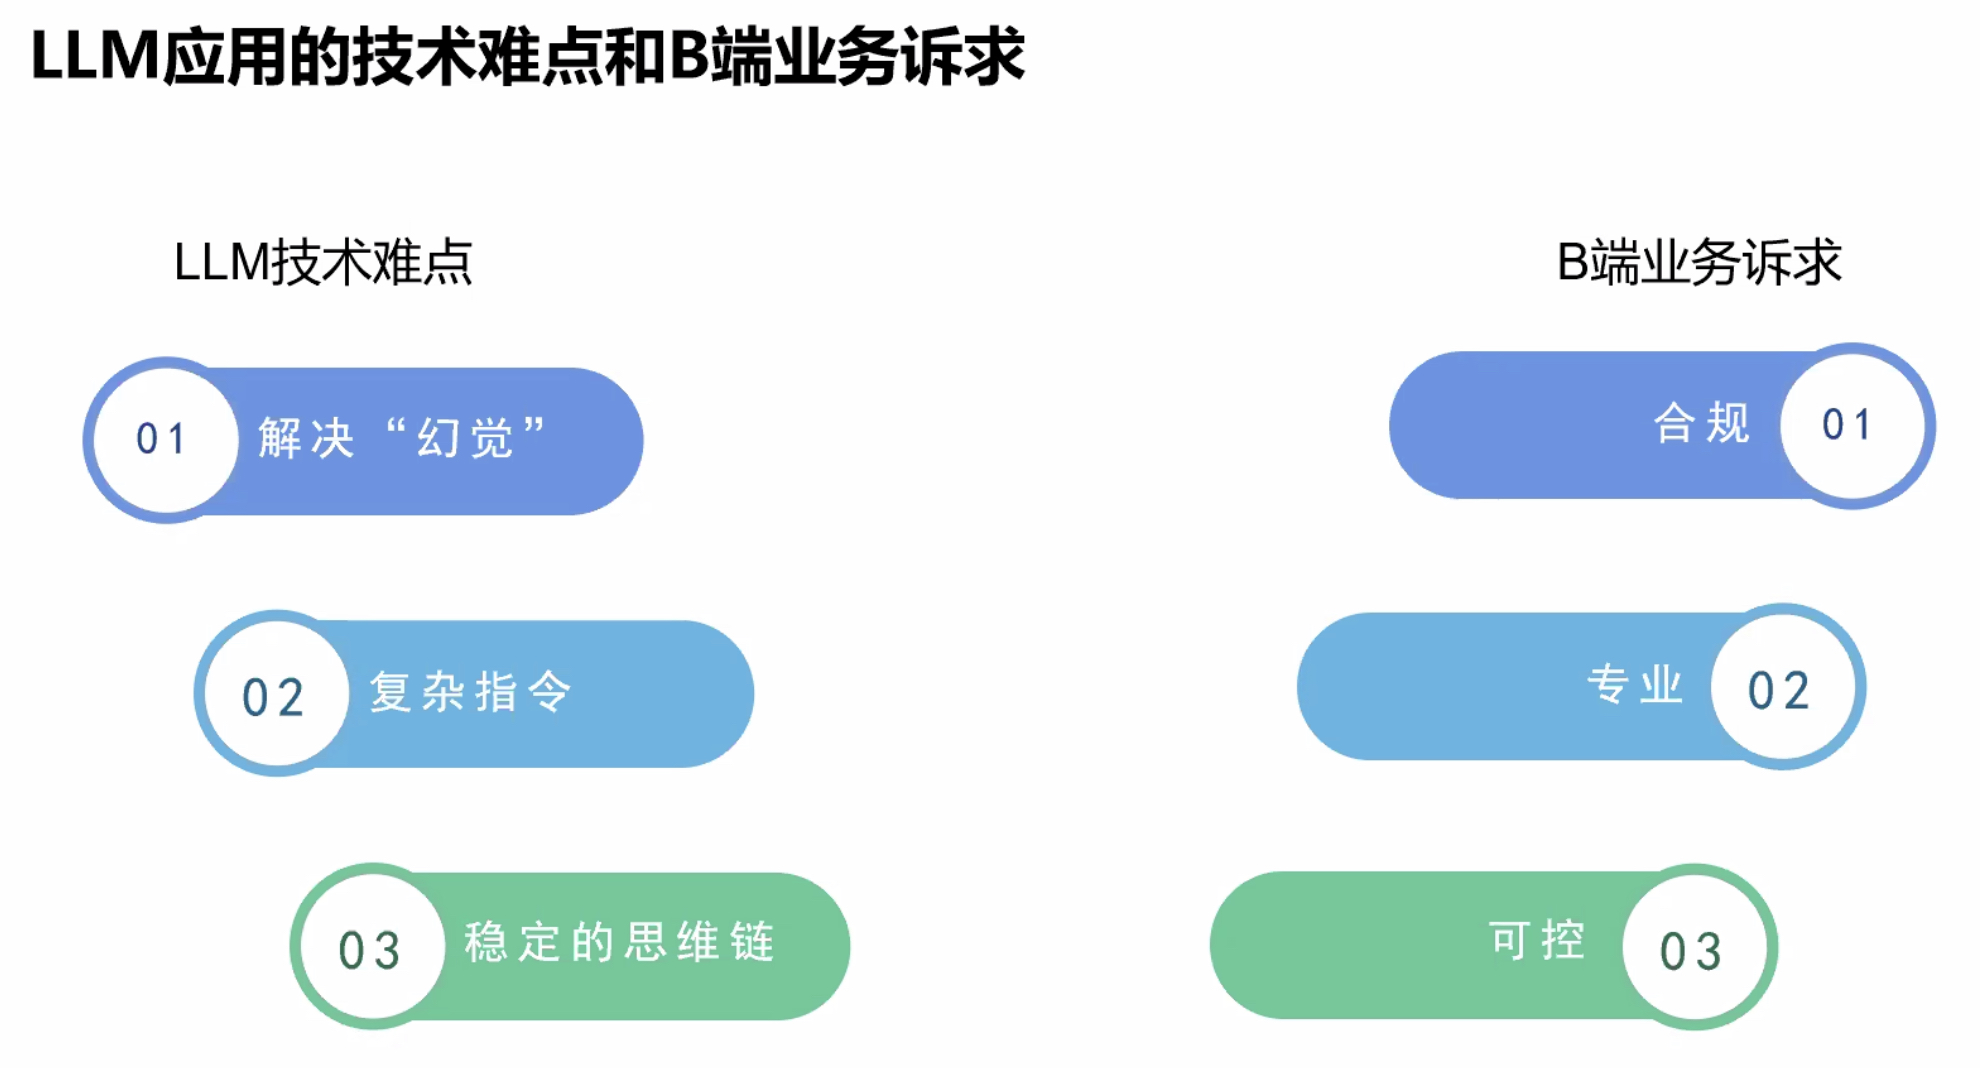 LLM应用的技术难点和B端业务诉求
LLM技术难点
01 解决“幻觉”
02 复杂指令
03 稳定的思维链
B端业务诉求
合规 01
专业 02
可控 03